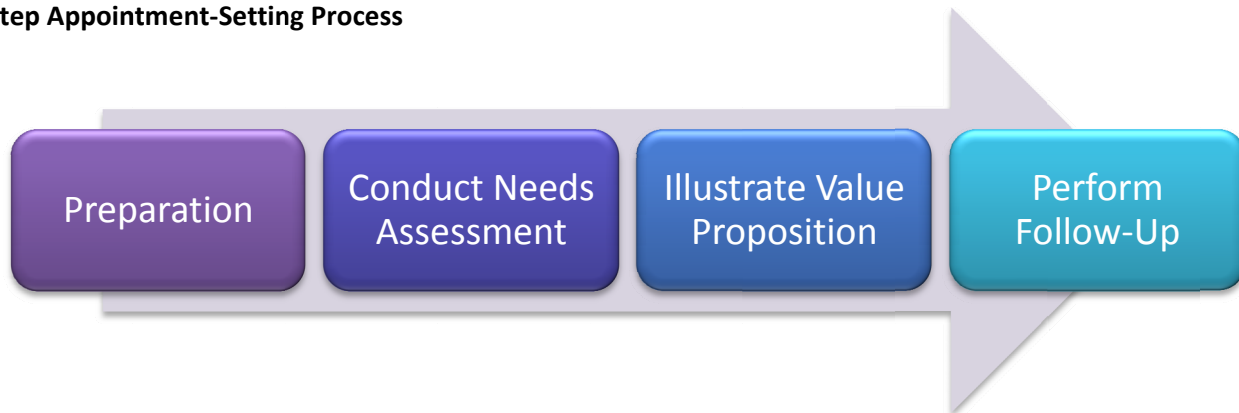 tep Appointment-Setting Process
Preparation
Conduct Needs
Assessment
Illustrate Value
Proposition
Perform
Follow-Up